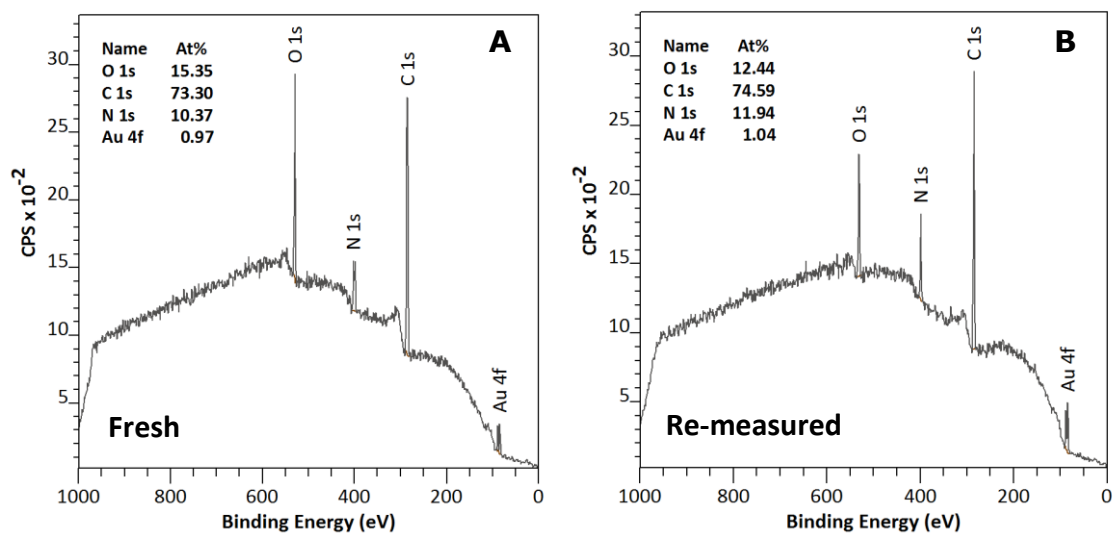 A
Name At%
O 1s 15.35
C 1s 73.30
N 1s 10.37
Au 4f 0.97
O 1s
N 1s
C 1s
Au 4f
CPS x 10-2
30
25
20
15
10
5
Fresh
1000 800 600 400 200 0
Binding Energy (eV)
B
Name At%
O 1s 12.44
C 1s 74.59
N 1s 11.94
Au 4f 1.04
O 1s
N 1s
C 1s
Au 4f
CPS x 10-2
30
25
20
15
10
5
Re-measured
1000 800 600 400 200 0
Binding Energy (eV)